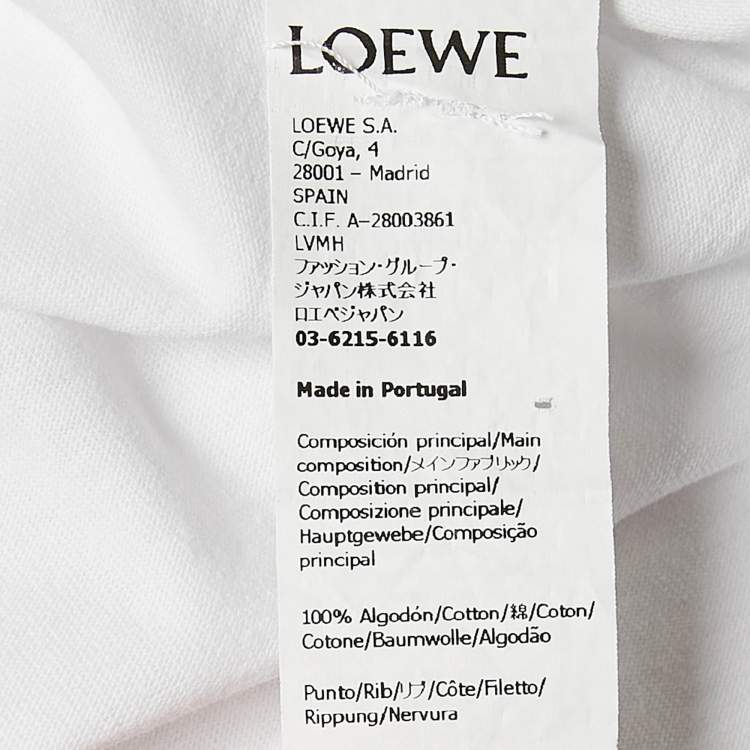 LOEWE
LOEWE S.A.
C/Goya, 4
28001 – Madrid
SPAIN
C.I.F. A-28003861
LVMH
ファッション・グループ・
ジャパン株式会社
ロエベジャパン
03-6215-6116
Made in Portugal
Composición principal/Main
composition/メインファブリック/
Composition principal/
Composizione principale/
Hauptgewebe/Composição
principal
100% Algodón/Cotton/綿/Coton/
Cotone/Baumwolle/Algodão
Punto/Rib/リブ/Côte/Filetto/
Rippung/Nervura